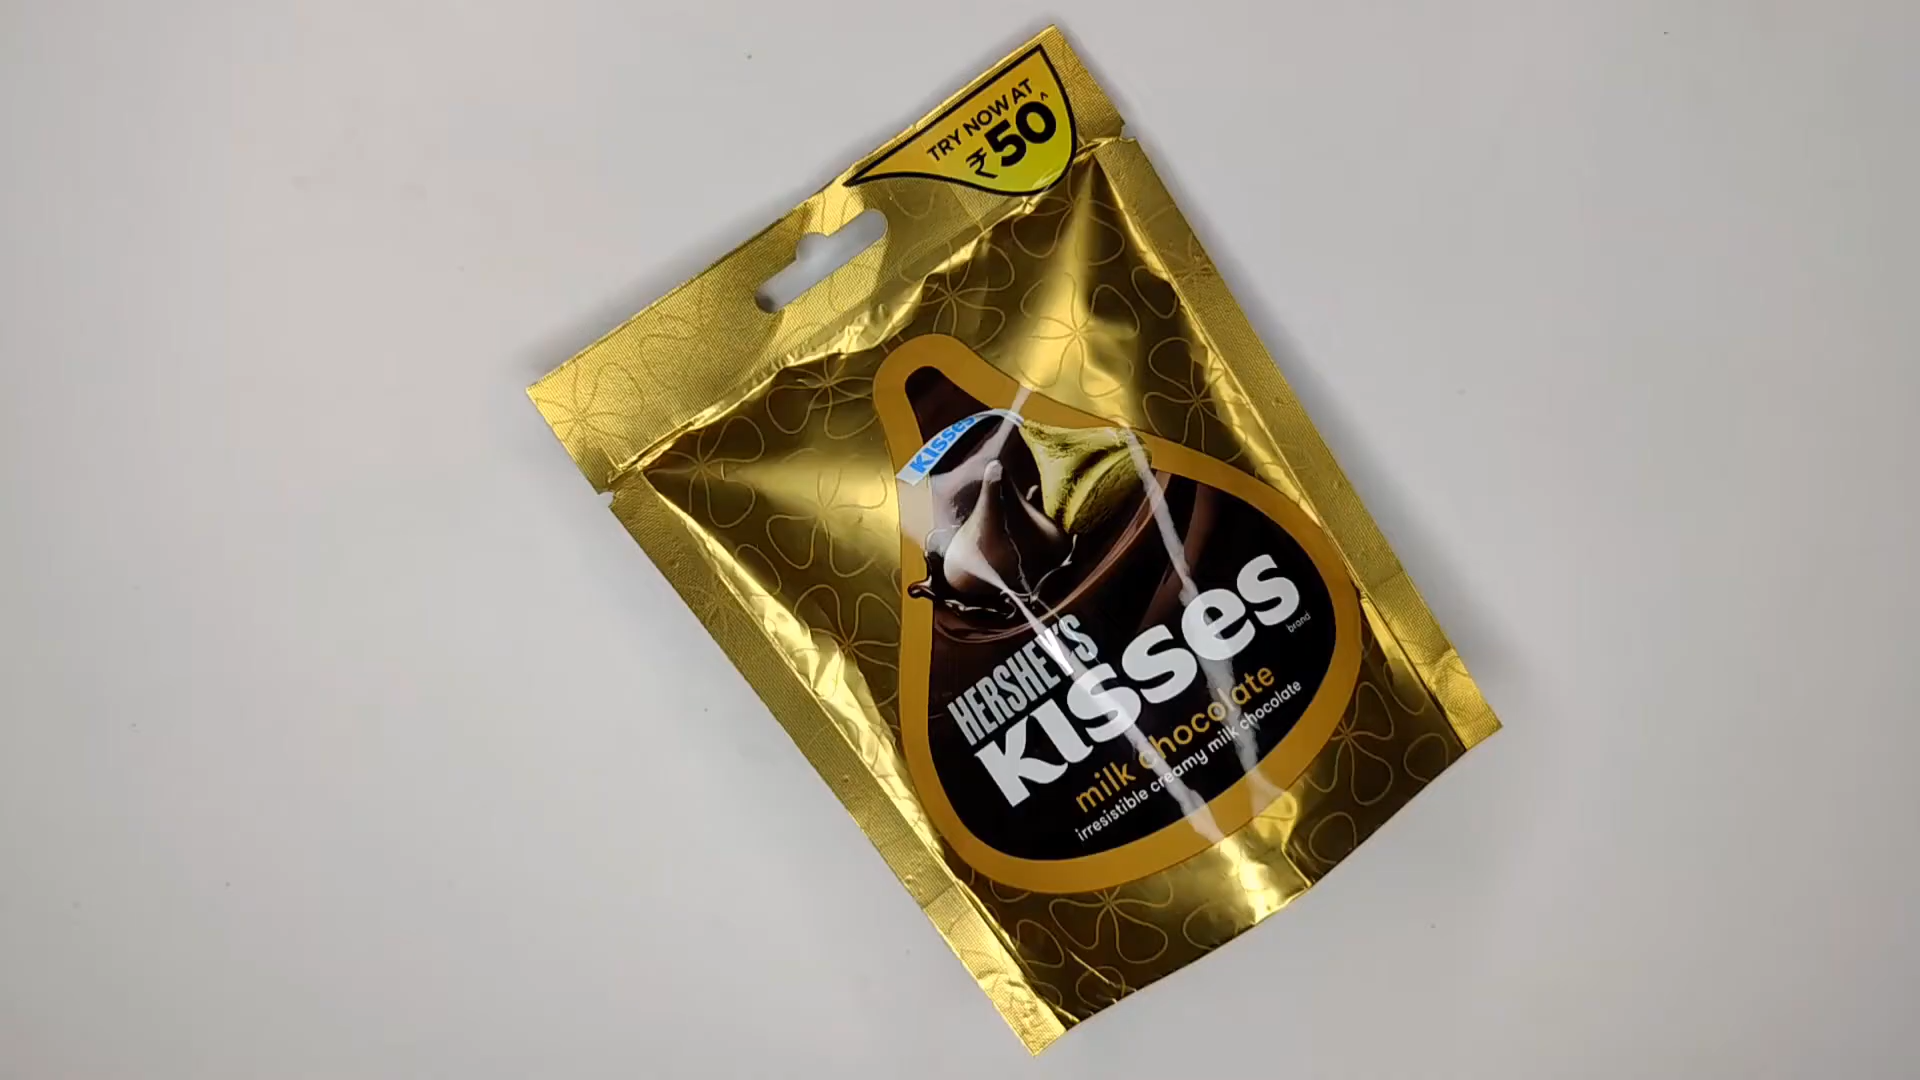 TRY NOW AT
₹50^
KISSES
HERSHEY'S
KISSES
brand
milk chocolate
irresistible creamy milk chocolate